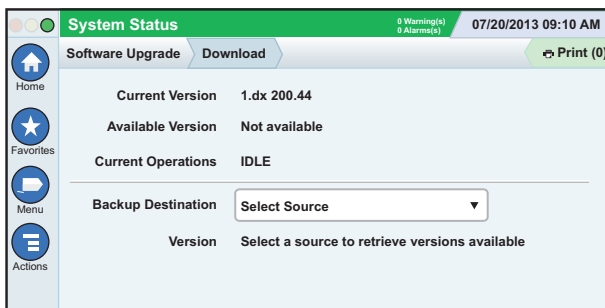 System Status
0 Warning(s)
0 Alarms(s)
07/20/2013 09:10 AM
Software Upgrade
Download
Print (0)
Home
Favorites
Menu
Actions
Current Version 1.dx 200.44
Available Version Not available
Current Operations IDLE
Backup Destination Select Source
Version Select a source to retrieve versions available